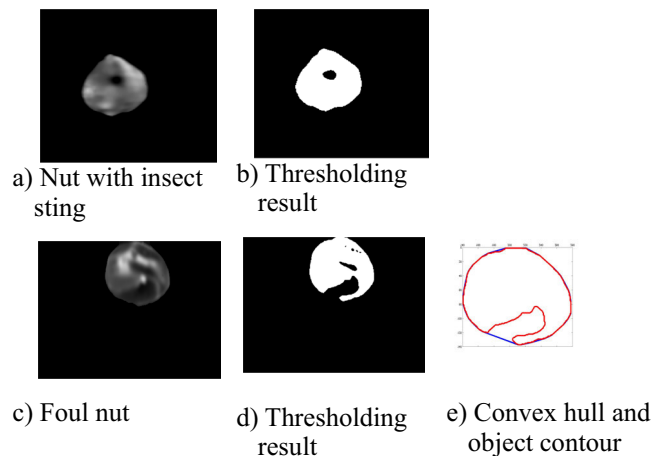 a) Nut with insect
sting
b) Thresholding
result
c) Foul nut
d) Thresholding
result
e) Convex hull and
object contour